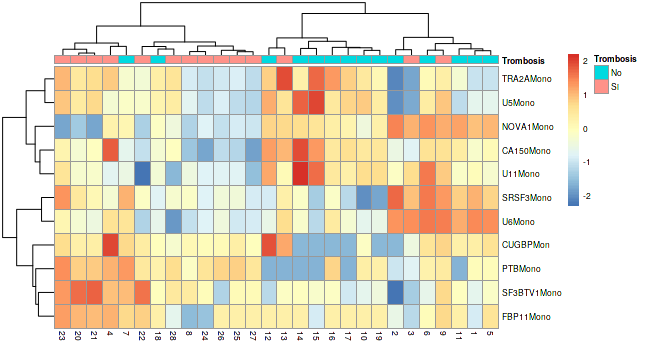 Trombosis
TRA2AMono
U5Mono
NOVA1Mono
CA150Mono
U11Mono
SRSF3Mono
U6Mono
CUGBPMon
PTBMono
SF3BTV1Mono
FBP11Mono
23 20 21 4 7 22 18 28 8 24 26 25 27 12 13 14 15 16 17 10 19 2 3 6 9 11 1 5
2
1
0
-1
-2
Trombosis
No
SI